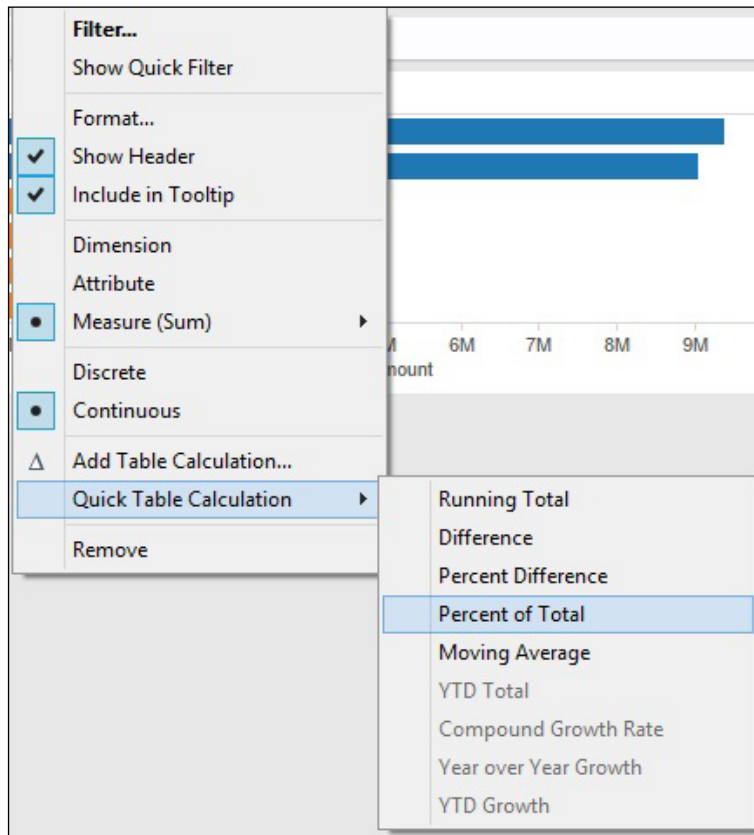 Filter...
Show Quick Filter
Format...
Show Header
Include in Tooltip
Dimension
Attribute
Measure (Sum)
Discrete
Continuous
Δ Add Table Calculation...
Quick Table Calculation
Remove
6M 7M 8M 9M
Running Total
Difference
Percent Difference
Percent of Total
Moving Average
YTD Total
Compound Growth Rate
Year over Year Growth
YTD Growth